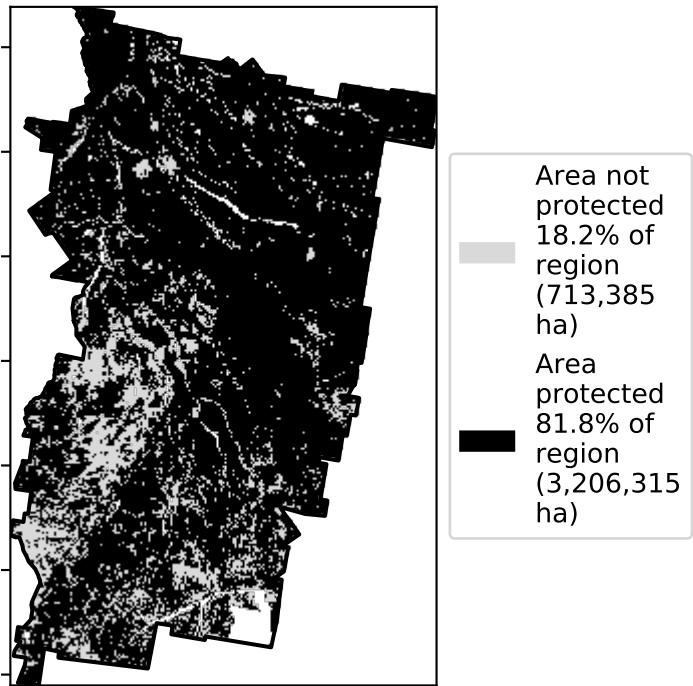 Area not
protected
18.2% of
region
(713,385
ha)
Area
protected
81.8% of
region
(3,206,315
ha)